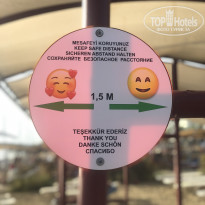 TOP Hotels
MESAFEYİ KORUYUNUZ
KEEP SAFE DISTANCE
SICHEREN ABSTAND HALTEN
СОХРАНЯЙТЕ БЕЗОПАСНОЕ РАССТОЯНИЕ
1,5 M
TEŞEKKÜR EDERİZ
THANK YOU
DANKE SCHÖN
СПАСИБО